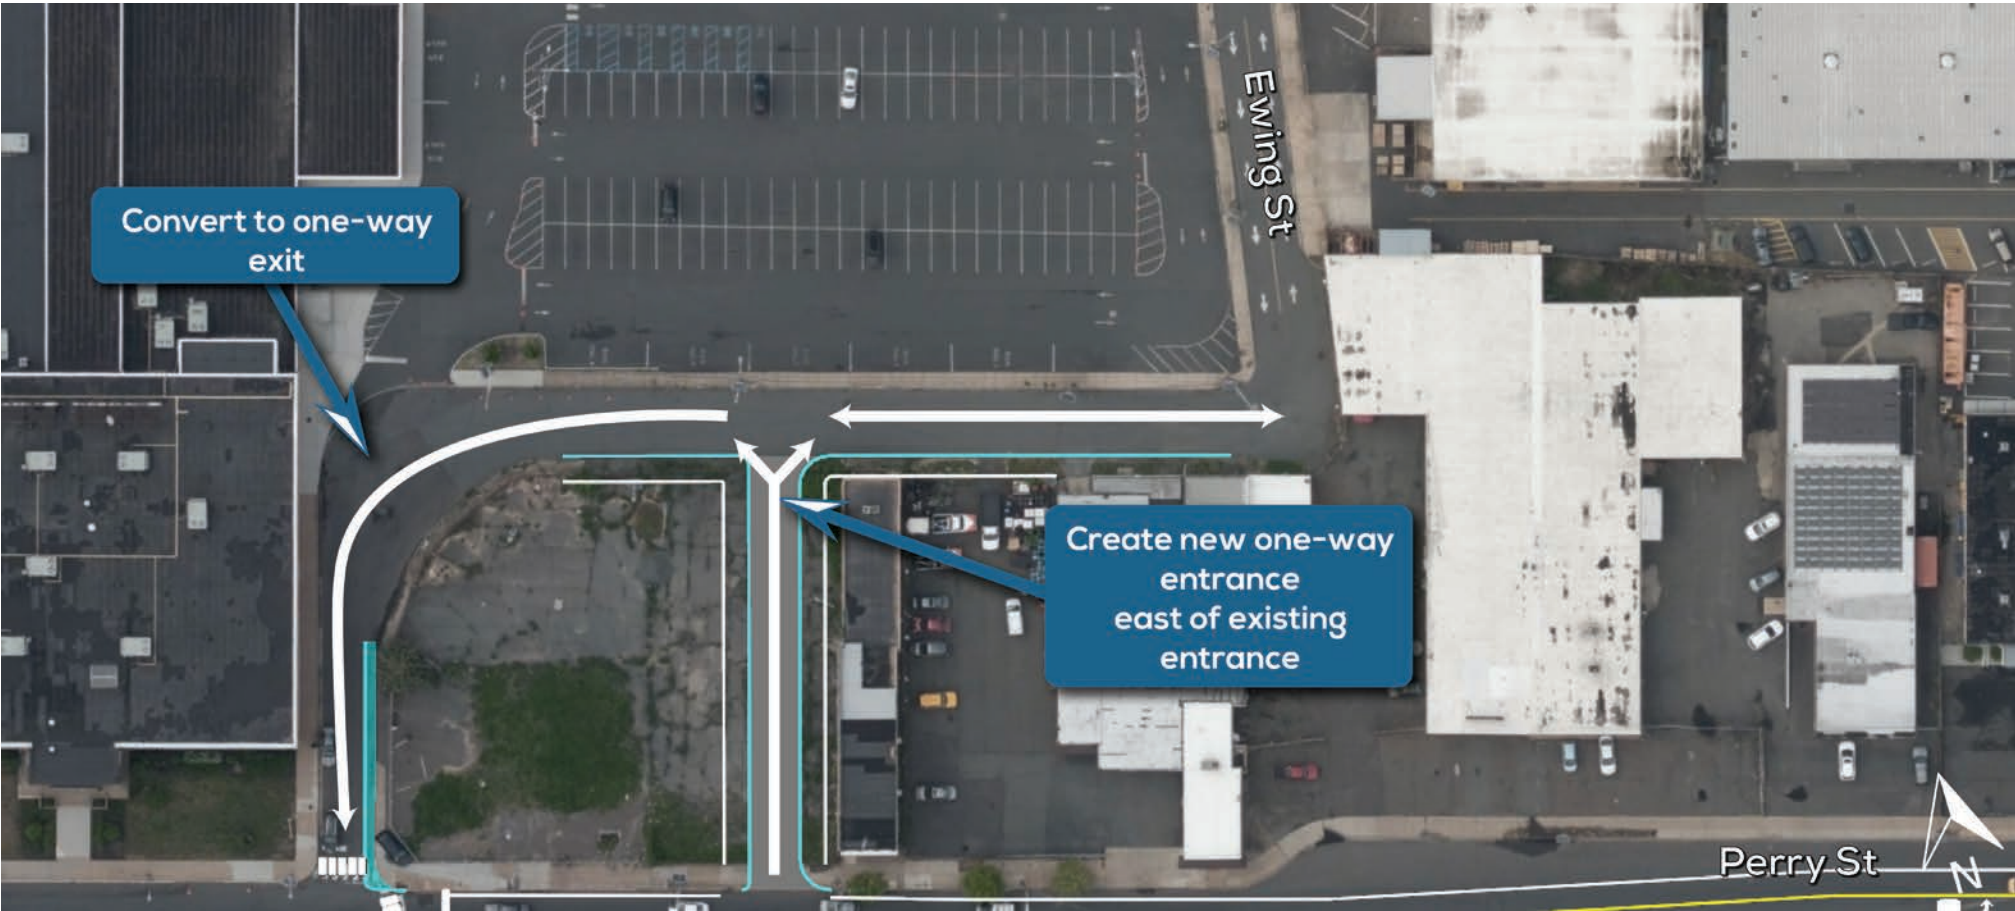 Ewing St
Convert to one-way
exit
Create new one-way
entrance
east of existing
entrance
Perry St
N